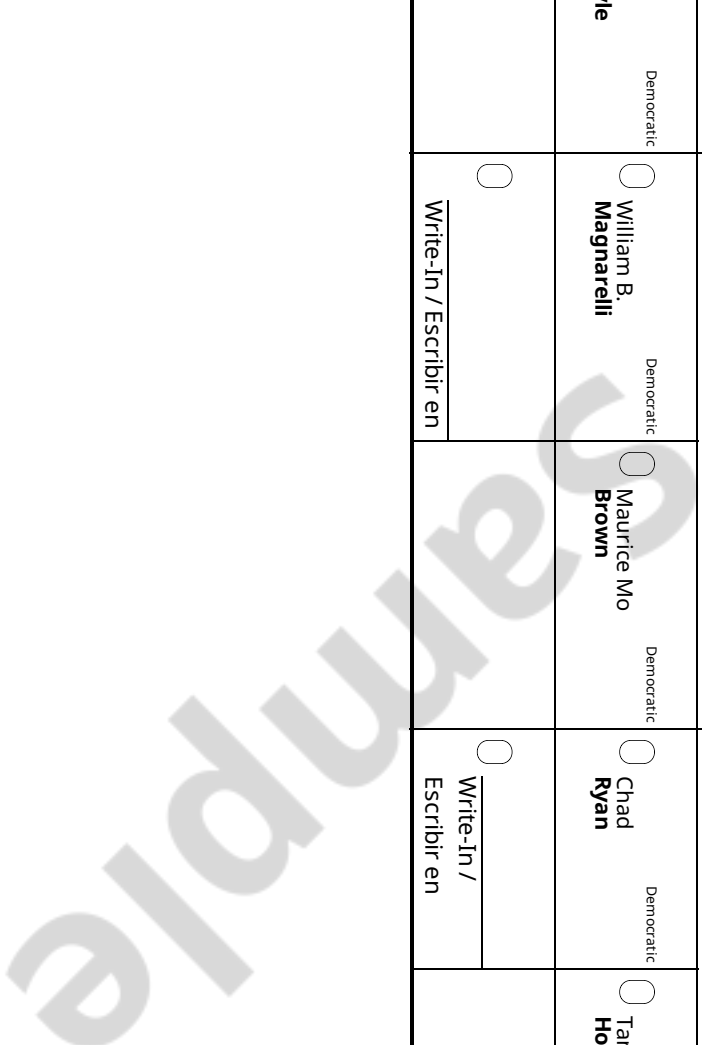 Democratic
William B.
Magnarelli
Democratic
Maurice Mo
Brown
Democratic
Chad
Ryan
Democratic
Write-In / Escribir en
Write-In /
Escribir en
Sample